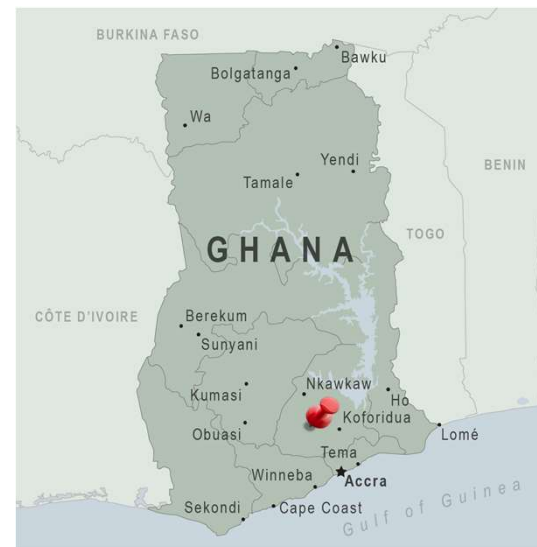 BURKINA FASO
Bawku
Bolgatanga
Wa
Yendi
Tamale
BENIN
GHANA
TOGO
CÔTE D'IVOIRE
Berekum
Sunyani
Nkawkaw
Kumasi
Ho
Koforidua
Obuasi
Lomé
Tema
Winneba
Accra
Sekondi
Cape Coast
Gulf of Guinea